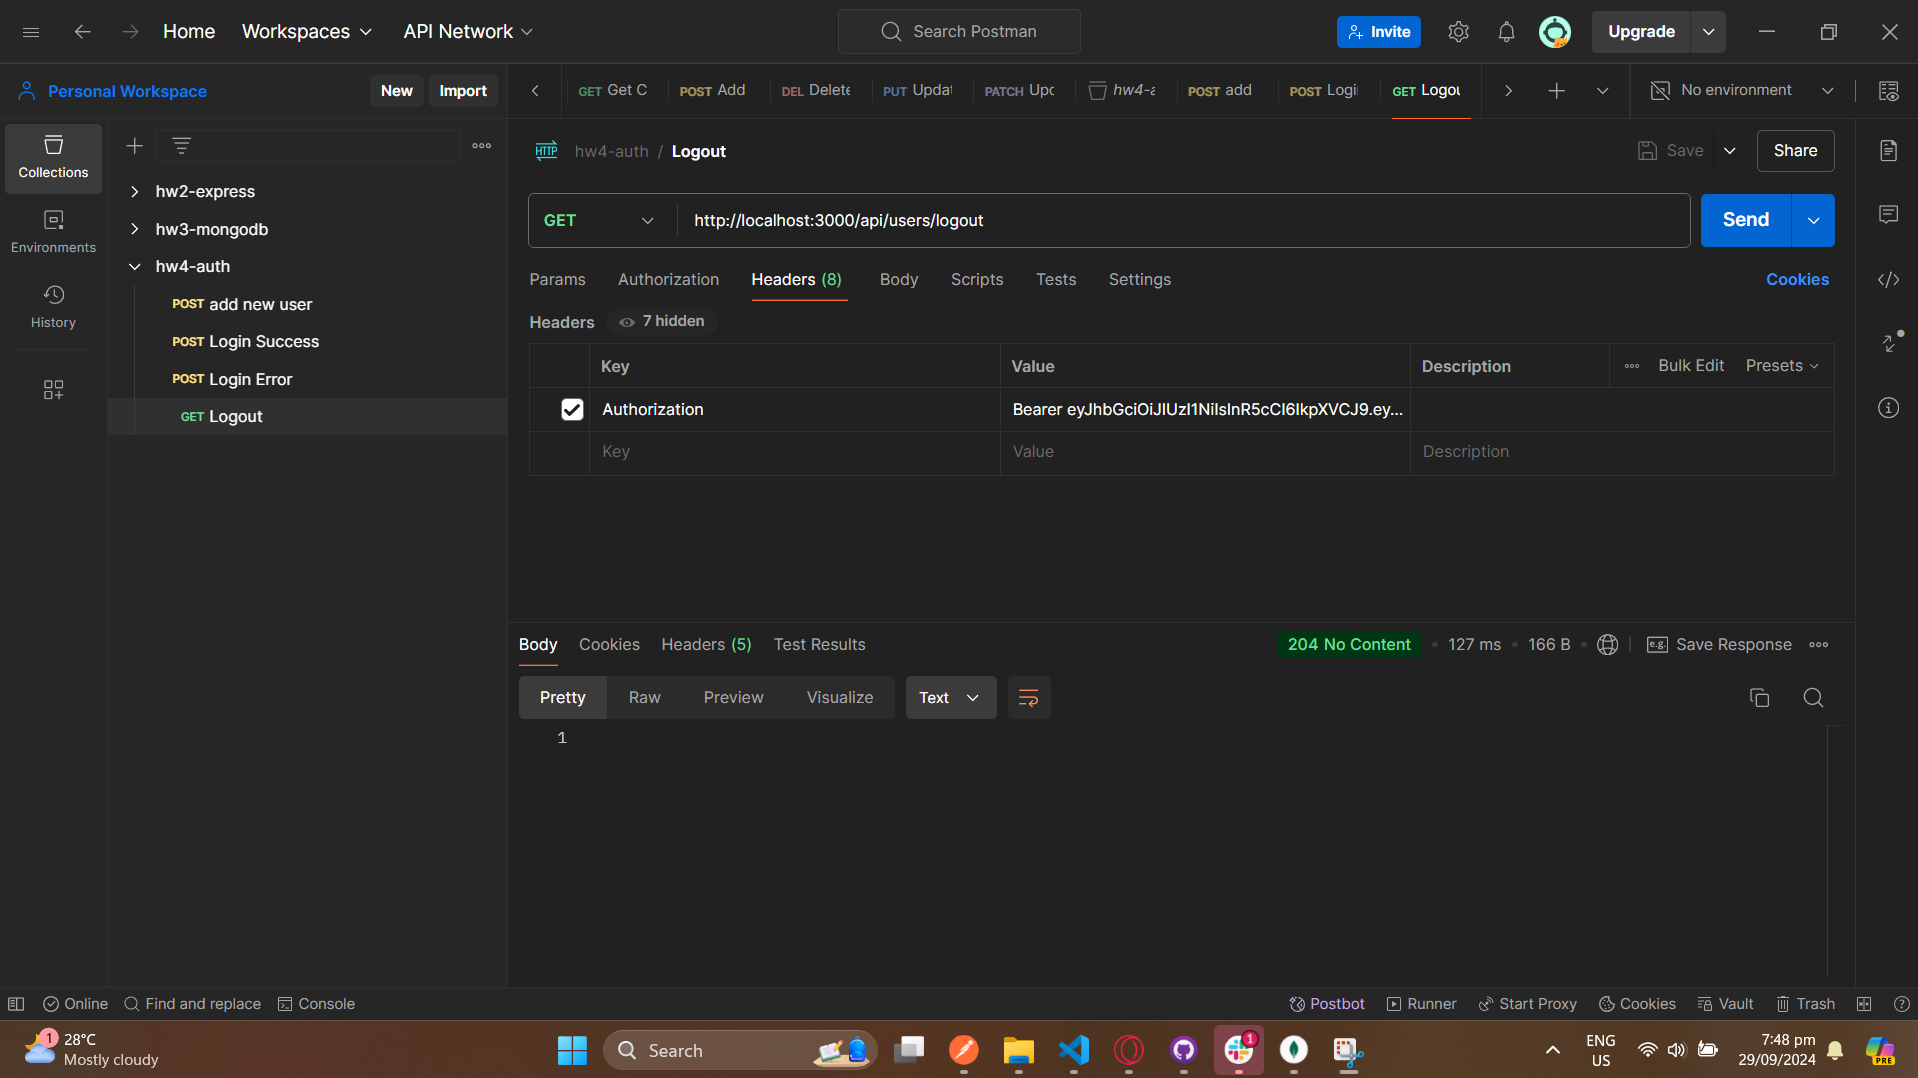 Home Workspaces API Network Search Postman Invite Upgrade
Personal Workspace New Import GET Get C POST Add DEL Delete PUT Updat PATCH Upc hw4-a POST add POST Logi GET Logou No environment
Collections
hw4-auth / Logout Save Share
hw2-express
GET http://localhost:3000/api/users/logout Send
Environments
hw3-mongodb
hw4-auth
Params Authorization Headers (8) Body Scripts Tests Settings Cookies
POST add new user
History
Headers 7 hidden
POST Login Success
Key Value Description Bulk Edit Presets
POST Login Error
Authorization Bearer
GET Logout
Key Value Description
Body Cookies Headers (5) Test Results 204 No Content 127 ms 166 B e.g. Save Response
Pretty Raw Preview Visualize Text
1
Online Find and replace Console Postbot Runner Start Proxy Cookies Vault Trash
1 28°C
Mostly cloudy
Search
1
ENG
US
7:48 pm
29/09/2024
PRE
HTTP